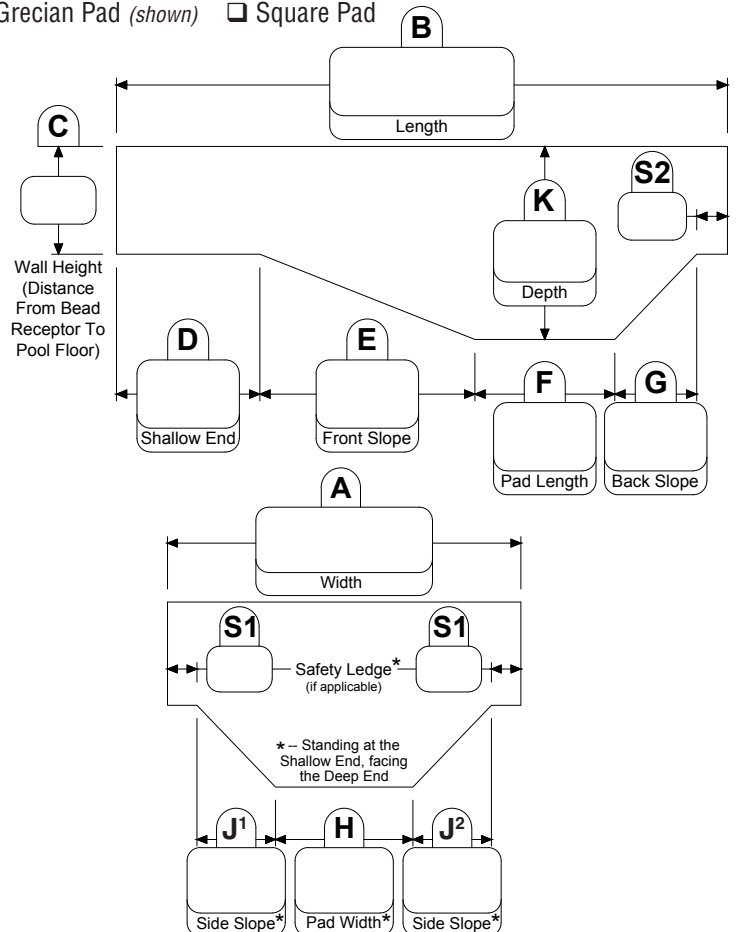 Grecian Pad (shown) ❑ Square Pad
B
Length
C
S2
K
Depth
Wall Height
(Distance
From Bead
Receptor To
Pool Floor)
D
E
F
G
Shallow End
Front Slope
Pad Length
Back Slope
A
Width
S1
S1
Safety Ledge*
(if applicable)
* -- Standing at the
Shallow End, facing
the Deep End
J¹
H
J²
Side Slope*
Pad Width*
Side Slope*